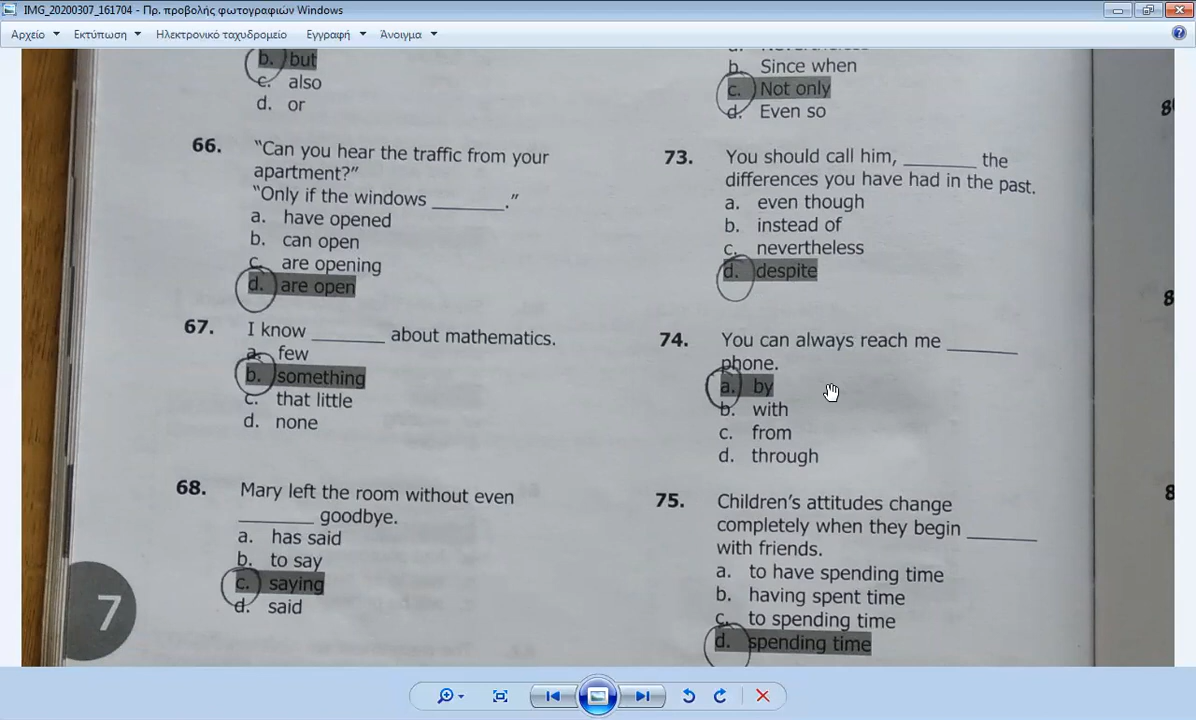 IMG_20200307_161704 - Πρ. προβολής φωτογραφιών Windows
Αρχείο Εκτύπωση Ηλεκτρονικό ταχυδρομείο Εγγραφή Άνοιγμα
b. but
c. also
d. or
66. “Can you hear the traffic from your
apartment?”
“Only if the windows ______.”
a. have opened
b. can open
c. are opening
d. are open
67. I know ______ about mathematics.
a. few
b. something
c. that little
d. none
68. Mary left the room without even
______ goodbye.
a. has said
b. to say
c. saying
d. said
7
b. Since when
c. Not only
d. Even so
73. You should call him, ______ the
differences you have had in the past.
a. even though
b. instead of
c. nevertheless
d. despite
74. You can always reach me ______
phone.
a. by
b. with
c. from
d. through
75. Children’s attitudes change
completely when they begin ______
with friends.
a. to have spending time
b. having spent time
c. to spending time
d. spending time